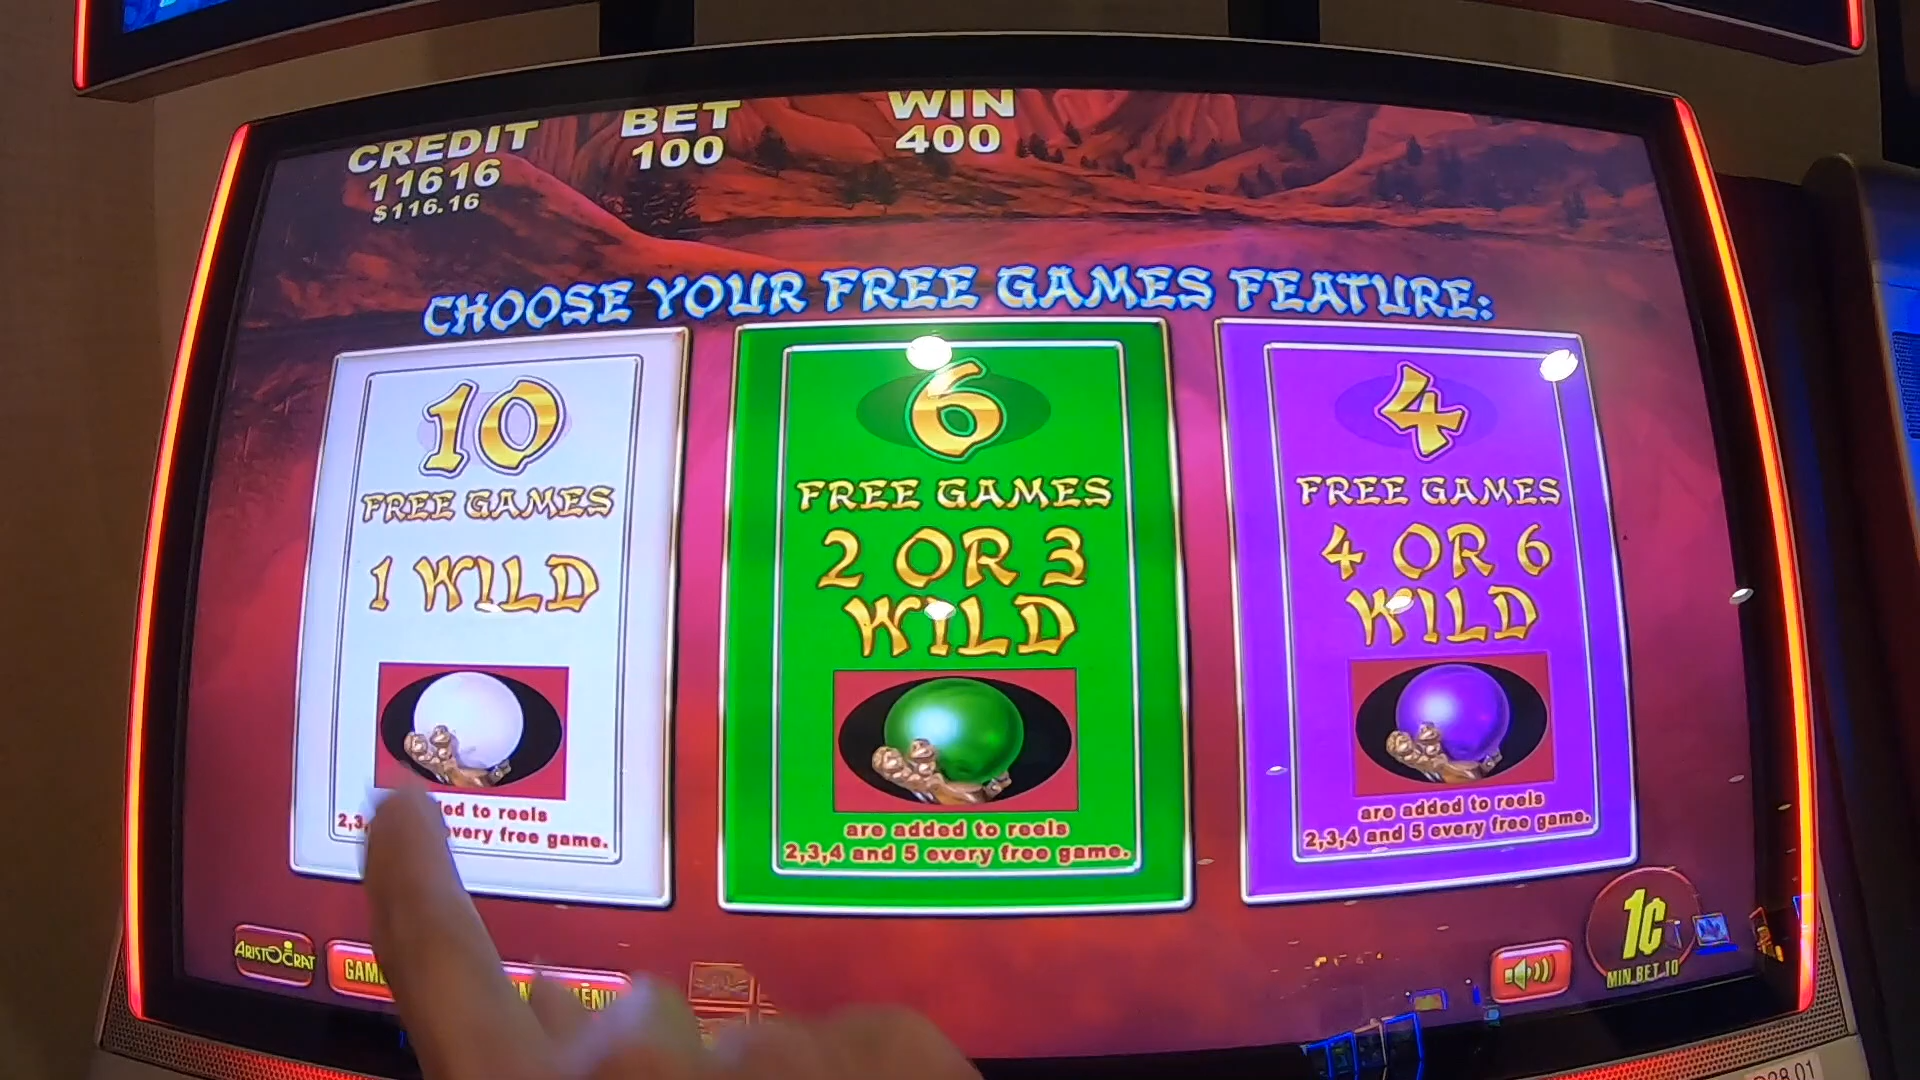 CREDIT
11616
$116.16
BET
100
WIN
400
CHOOSE YOUR FREE GAMES FEATURE:
10
FREE GAMES
1 WILD
to reels
2,3, every free game.
6
FREE GAMES
2 OR 3
WILD
are added to reels
2,3,4 and 5 every free game.
4
FREE GAMES
4 OR 6
WILD
are added to reels
2,3,4 and 5 every free game.
ARISTOCRAT
1¢
MIN BET 10